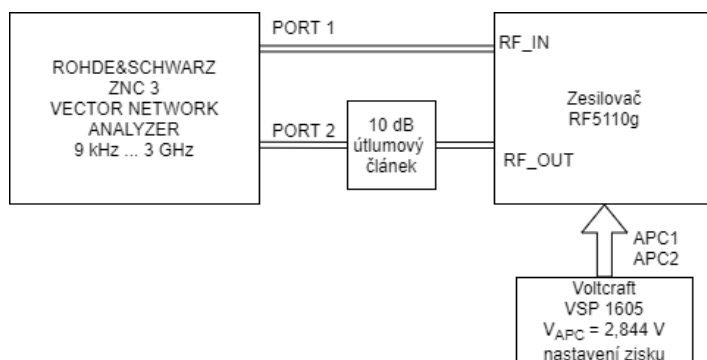 PORT 1
RF_IN
ROHDE&SCHWARZ
ZNC 3
VECTOR NETWORK
ANALYZER
9 kHz ... 3 GHz
Zesilovač
RF5110g
PORT 2
10 dB
útlumový
článek
RF_OUT
APC1
APC2
Voltcraft
VSP 1605
VAPC = 2,844 V
nastavení zisku